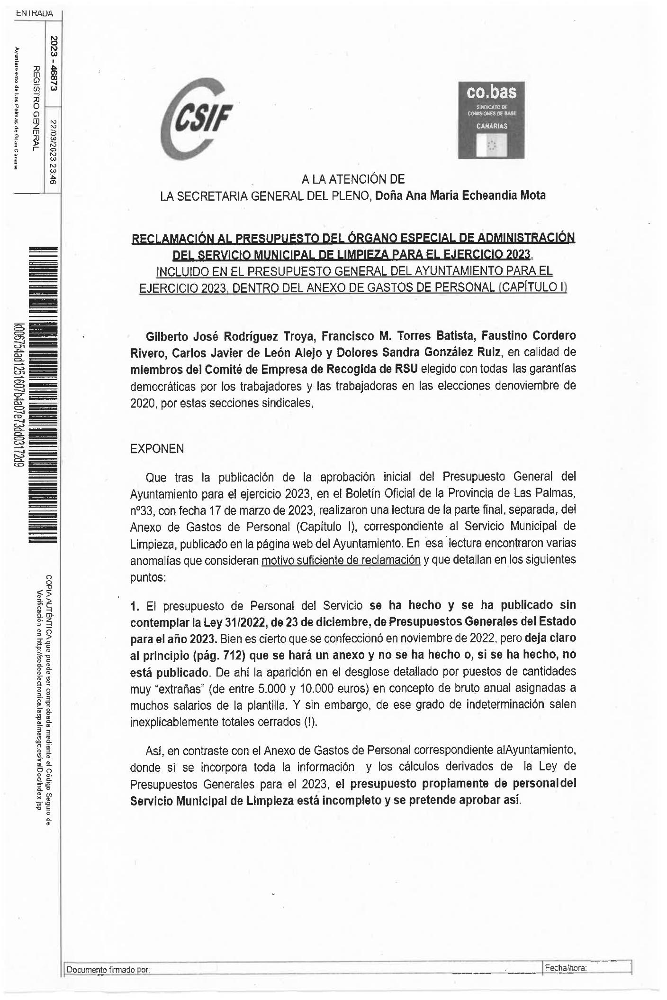 ENTRADA
2023 - 46873
22/03/2023 23:46
REGISTRO GENERAL
Ayuntamiento de Las Palmas de Gran Canaria
CSIF
co.bas
SINDICATO DE
COMISIONES DE BASE
CANARIAS
A LA ATENCIÓN DE
LA SECRETARIA GENERAL DEL PLENO, Doña Ana María Echeandía Mota
RECLAMACIÓN AL PRESUPUESTO DEL ÓRGANO ESPECIAL DE ADMINISTRACIÓN
DEL SERVICIO MUNICIPAL DE LIMPIEZA PARA EL EJERCICIO 2023,
INCLUIDO EN EL PRESUPUESTO GENERAL DEL AYUNTAMIENTO PARA EL
EJERCICIO 2023, DENTRO DEL ANEXO DE GASTOS DE PERSONAL (CAPÍTULO I)
Gilberto José Rodríguez Troya, Francisco M. Torres Batista, Faustino Cordero
Rivero, Carlos Javier de León Alejo y Dolores Sandra González Ruiz, en calidad de
miembros del Comité de Empresa de Recogida de RSU elegido con todas las garantías
democráticas por los trabajadores y las trabajadoras en las elecciones denoviembre de
2020, por estas secciones sindicales,
EXPONEN
Que tras la publicación de la aprobación inicial del Presupuesto General del
Ayuntamiento para el ejercicio 2023, en el Boletín Oficial de la Provincia de Las Palmas,
nº33, con fecha 17 de marzo de 2023, realizaron una lectura de la parte final, separada, del
Anexo de Gastos de Personal (Capítulo I), correspondiente al Servicio Municipal de
Limpieza, publicado en la página web del Ayuntamiento. En esa lectura encontraron varias
anomalías que consideran motivo suficiente de reclamación y que detallan en los siguientes
puntos:
1. El presupuesto de Personal del Servicio se ha hecho y se ha publicado sin
contemplar la Ley 31/2022, de 23 de diciembre, de Presupuestos Generales del Estado
para el año 2023. Bien es cierto que se confeccionó en noviembre de 2022, pero deja claro
al principio (pág. 712) que se hará un anexo y no se ha hecho o, si se ha hecho, no
está publicado. De ahí la aparición en el desglose detallado por puestos de cantidades
muy “extrañas” (de entre 5.000 y 10.000 euros) en concepto de bruto anual asignadas a
muchos salarios de la plantilla. Y sin embargo, de ese grado de indeterminación salen
inexplicablemente totales cerrados (!).
Así, en contraste con el Anexo de Gastos de Personal correspondiente alAyuntamiento,
donde sí se incorpora toda la información y los cálculos derivados de la Ley de
Presupuestos Generales para el 2023, el presupuesto propiamente de personaldel
Servicio Municipal de Limpieza está incompleto y se pretende aprobar así.
k006754ad1251607b4a07e73dd03172d9
COPIA AUTÉNTICA que puede ser comprobada mediante el Código Seguro de
Verificación en http://sedeelectronica.laspalmasgc.es/valDoc/index.jsp
Documento firmado por:
Fecha/hora: